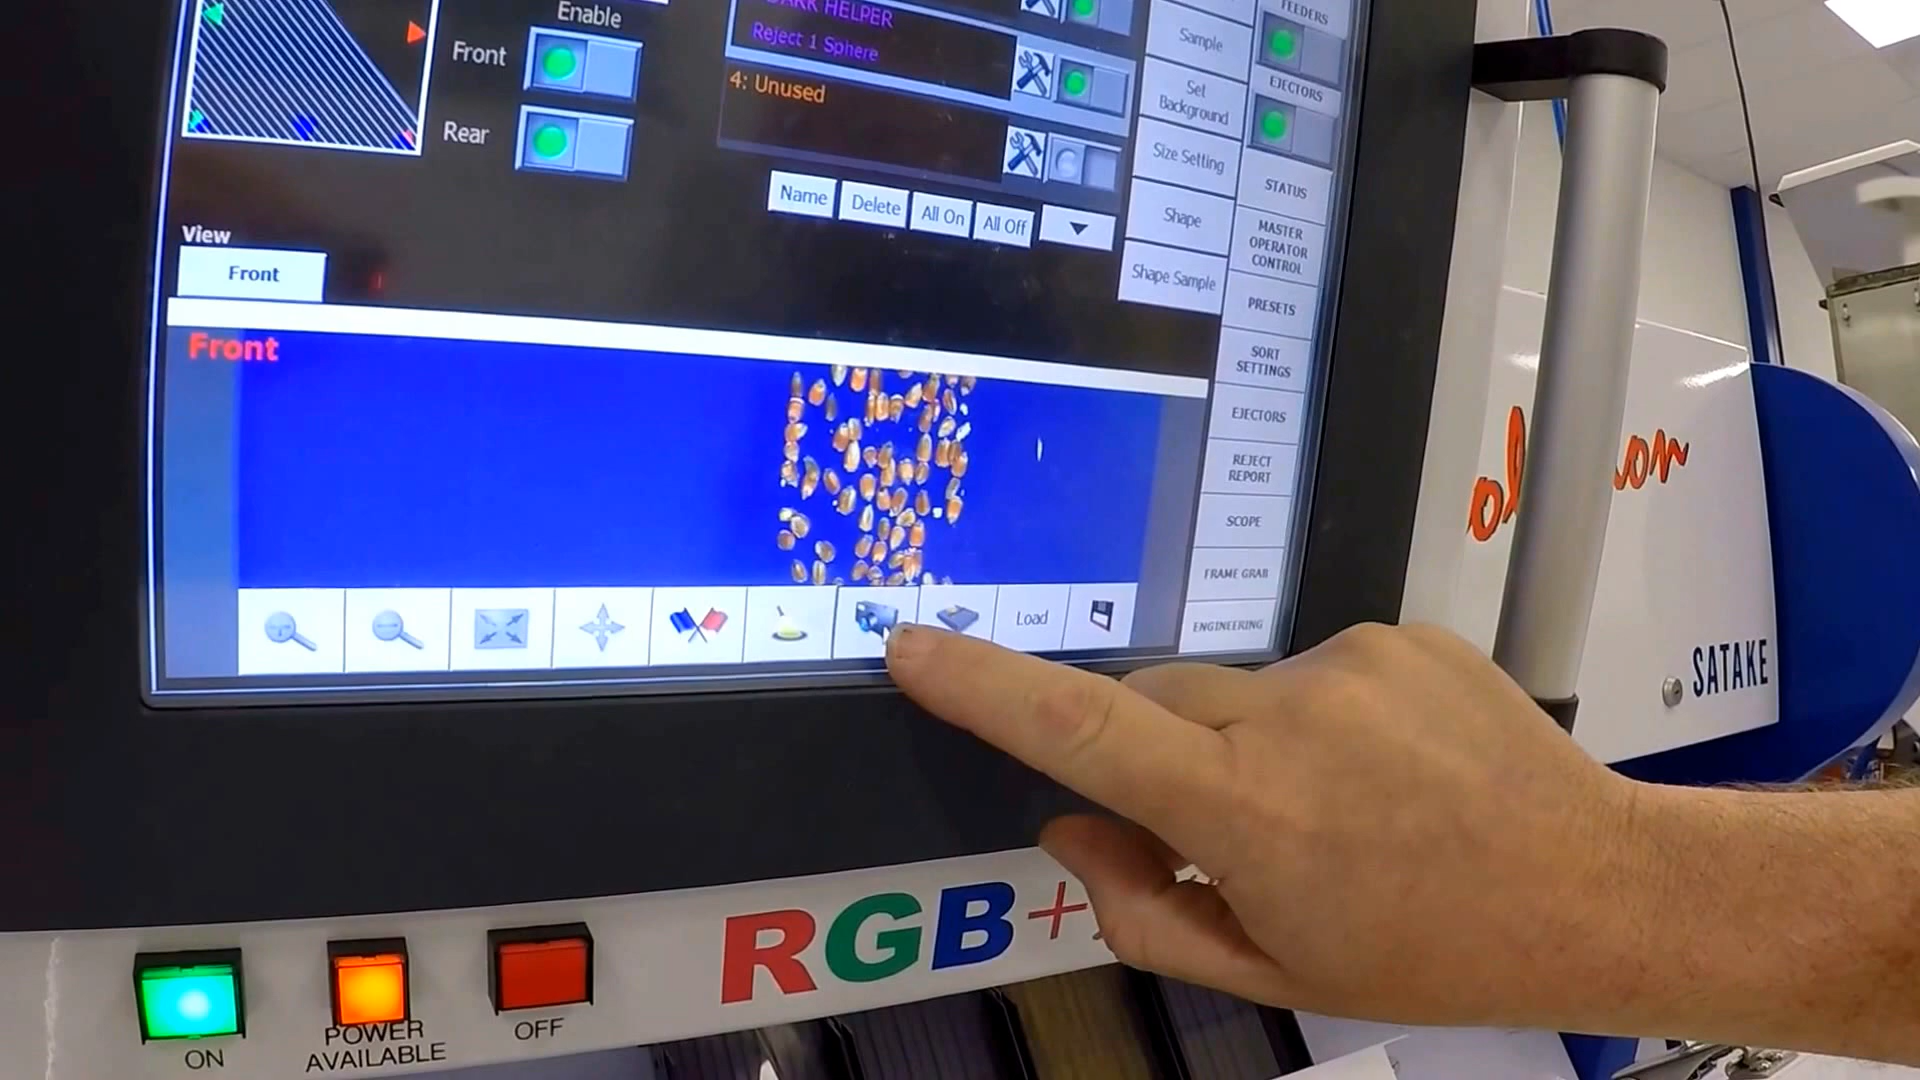 Enable
Front
Rear
DARK HELPER
Reject 1 Sphere
4: Unused
Name
Delete
All On
All Off
View
Front
Front
Load
Sample
Set
Background
Size Setting
Shape
Shape Sample
FEEDERS
EJECTORS
STATUS
MASTER
OPERATOR
CONTROL
PRESETS
SORT
SETTINGS
EJECTORS
REJECT
REPORT
SCOPE
FRAME GRAB
ENGINEERING
SATAKE
RGB+
ON
POWER
AVAILABLE
OFF